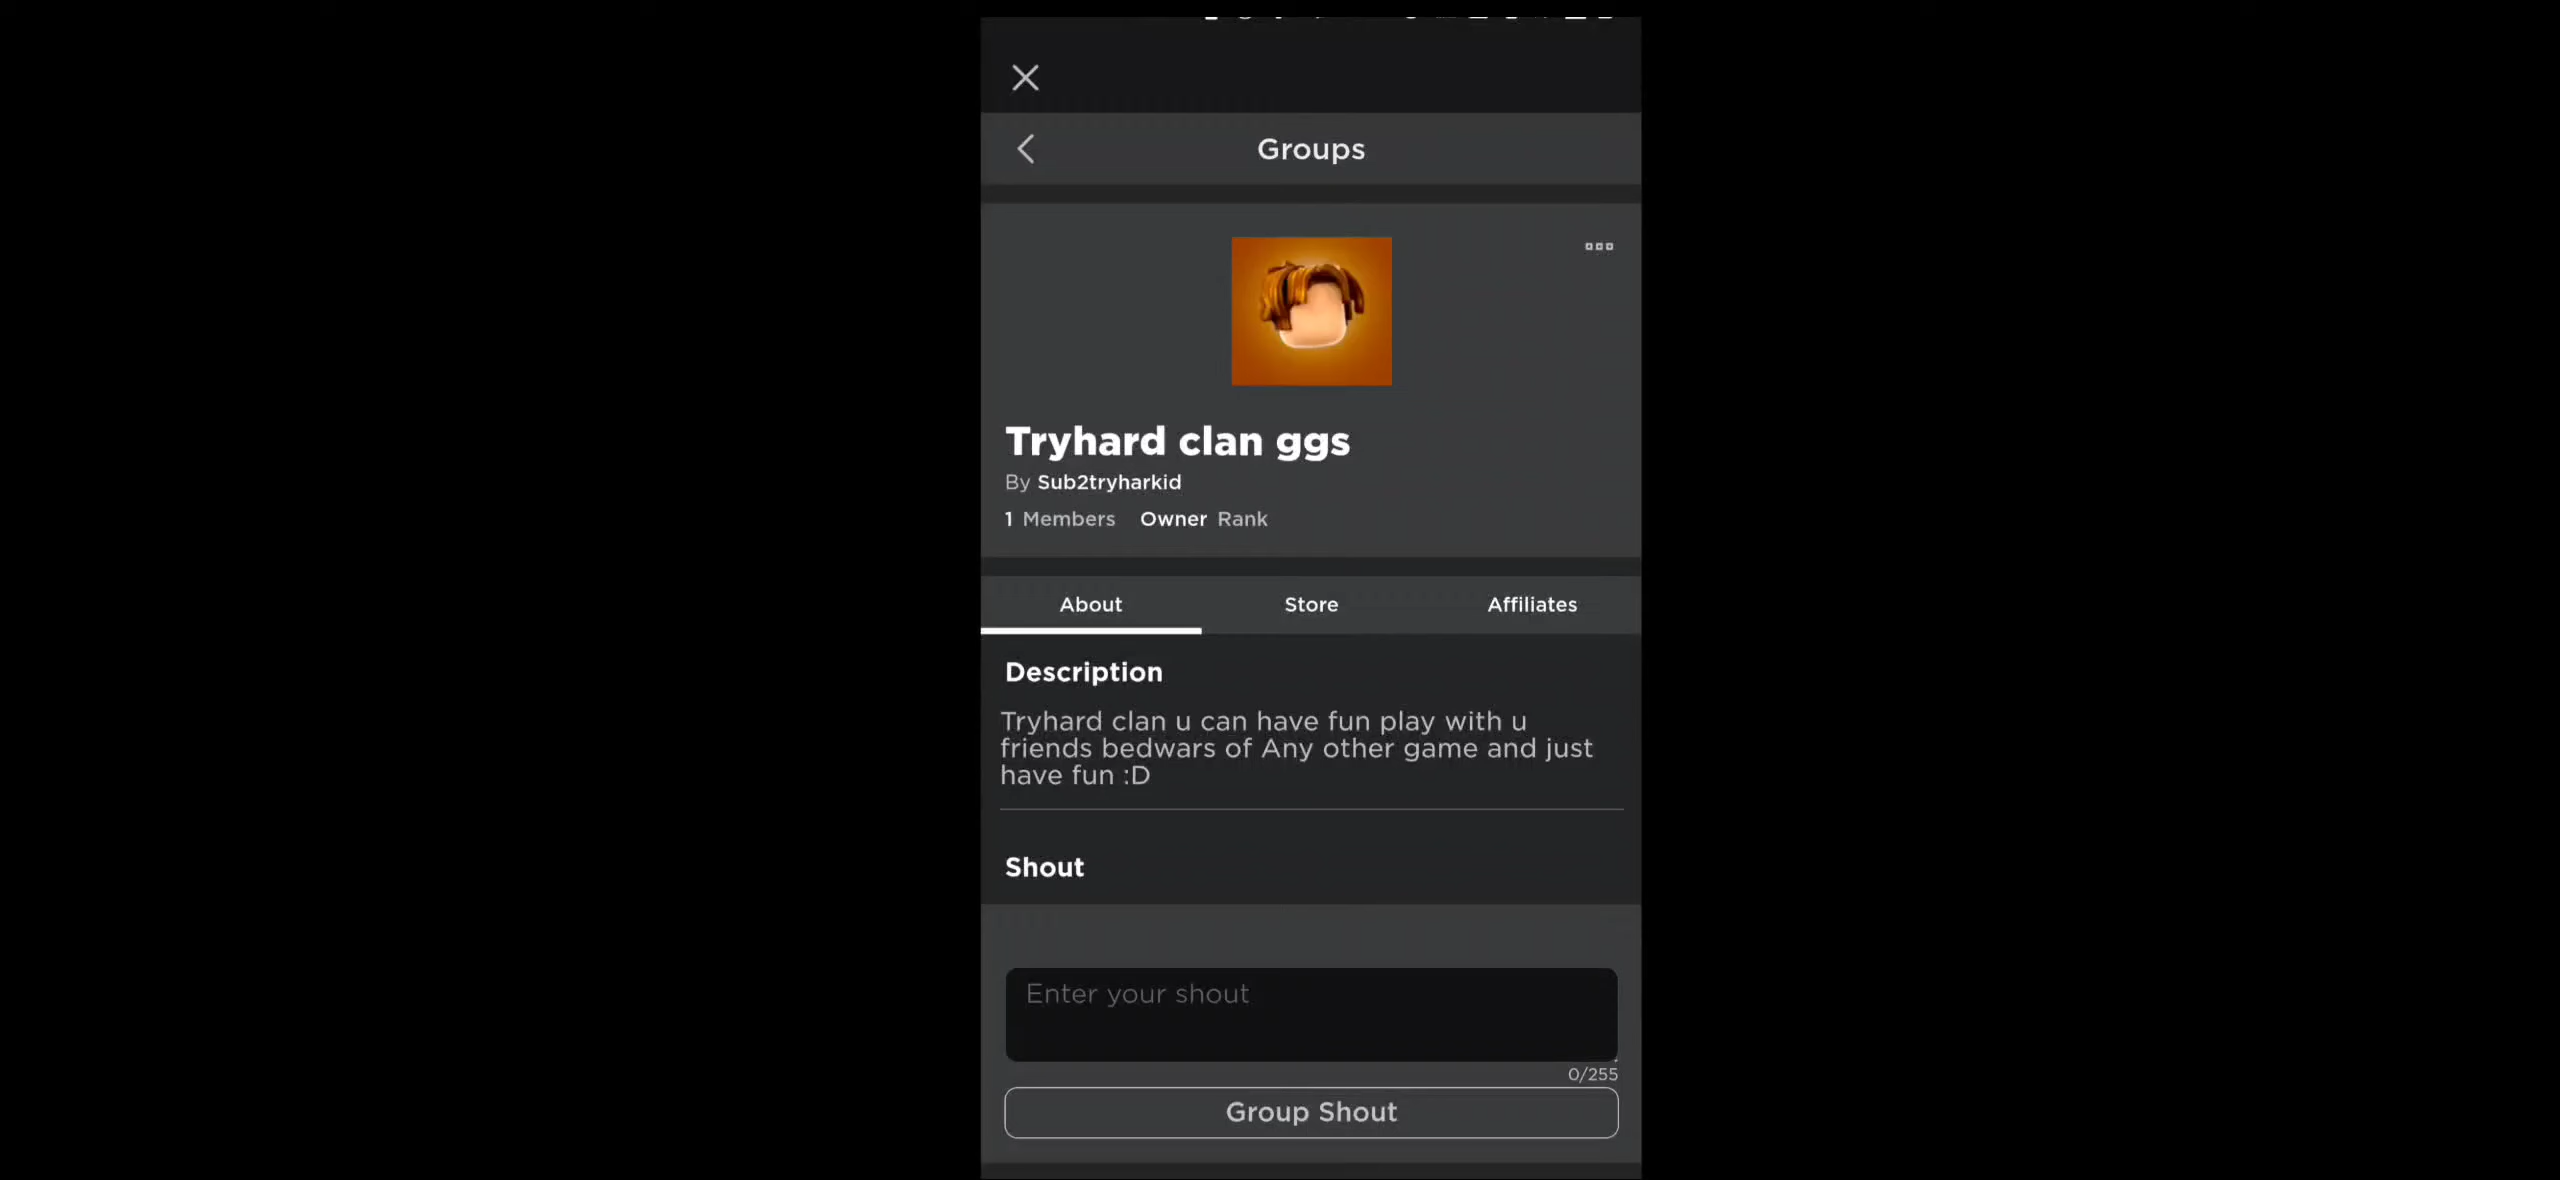 Groups
Tryhard clan ggs
By Sub2tryharkid
1 Members Owner Rank
About Store Affiliates
Description
Tryhard clan u can have fun play with u
friends bedwars of Any other game and just
have fun :D
Shout
Enter your shout
0/255
Group Shout